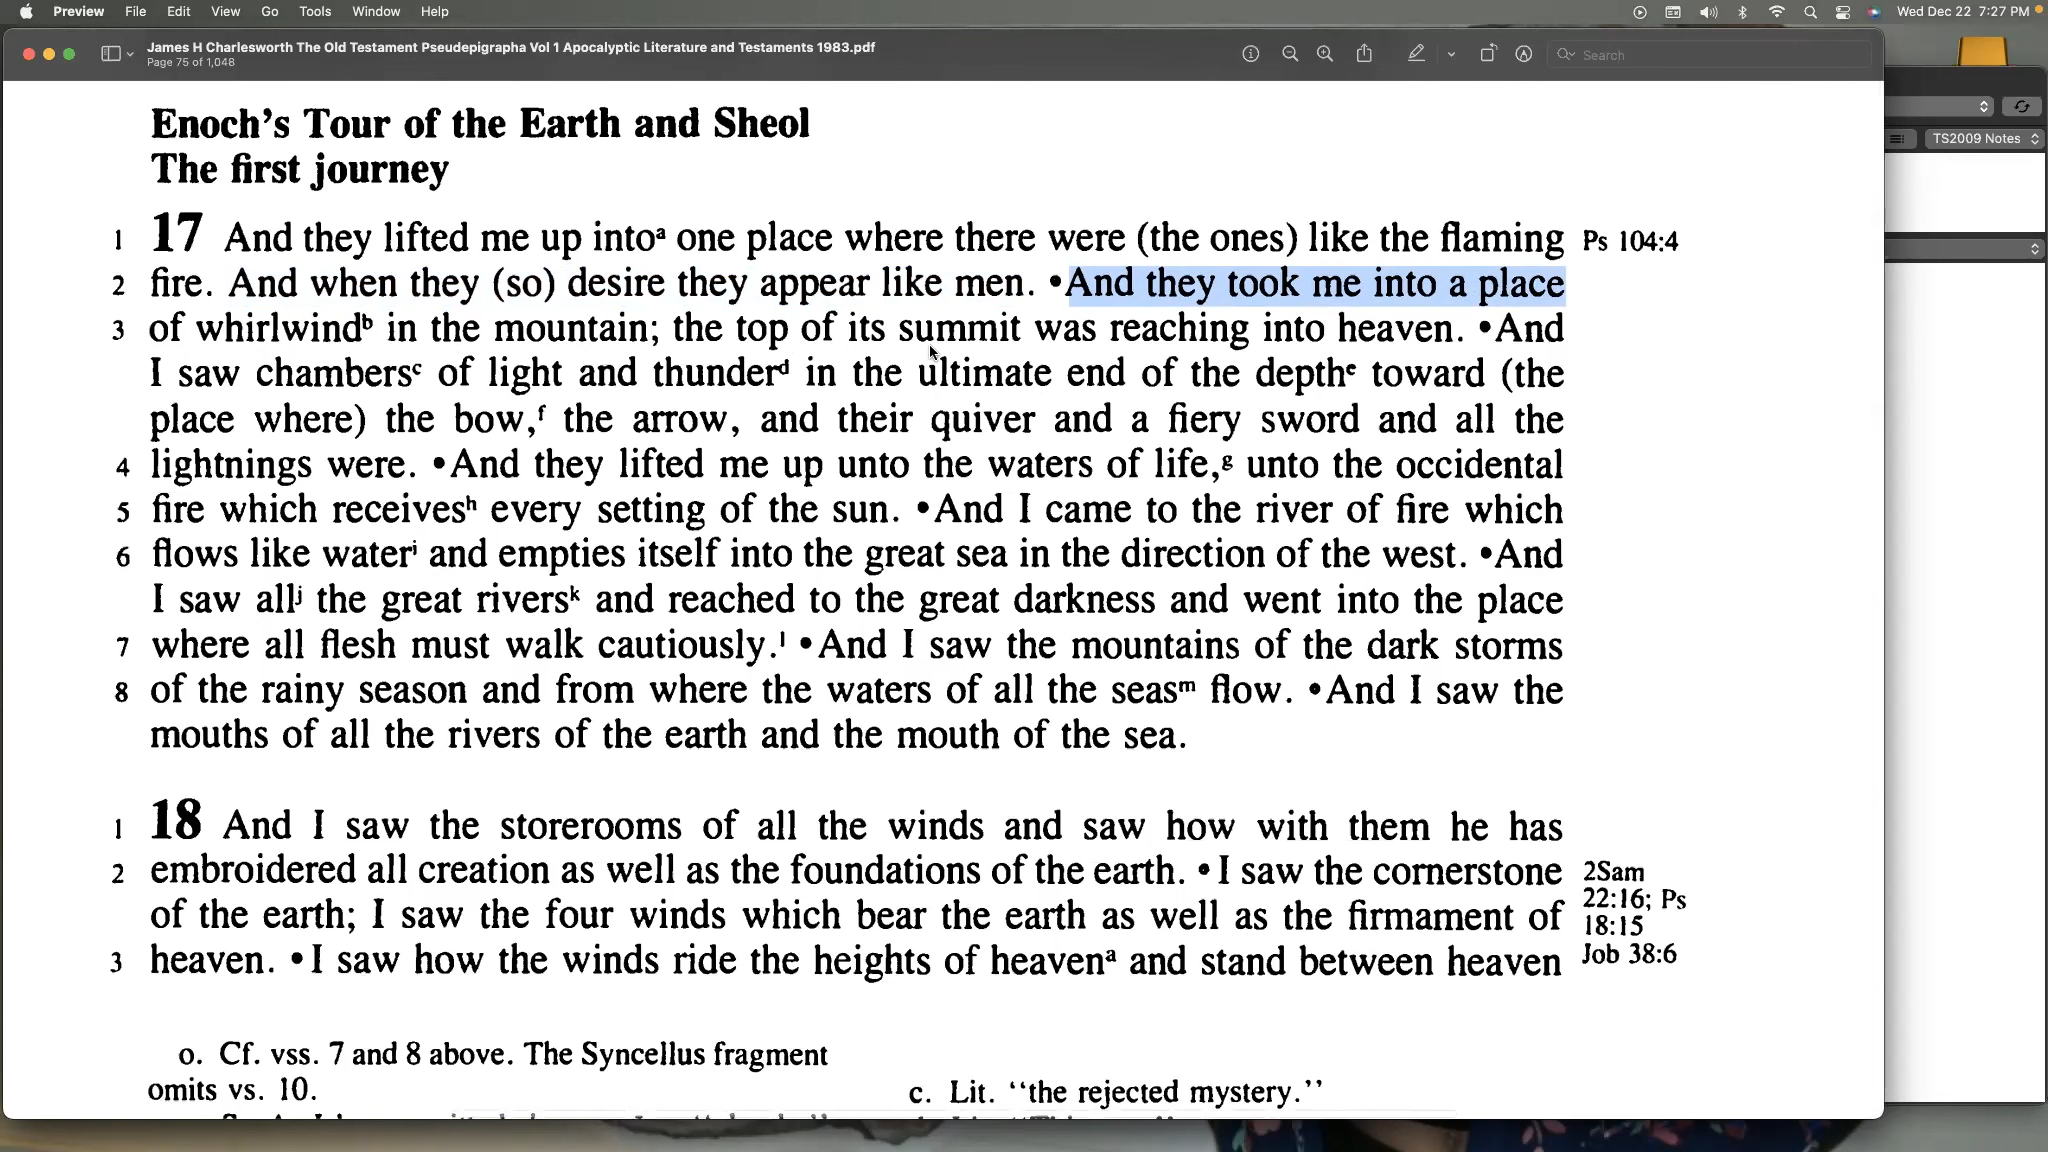 Preview File Edit View Go Tools Window Help Wed Dec 22 7:27 PM
James H Charlesworth The Old Testament Pseudepigrapha Vol 1 Apocalyptic Literature and Testaments 1983.pdf
Page 75 of 1,048
Search
TS2009 Notes
Enoch's Tour of the Earth and Sheol
The first journey
1 17 And they lifted me up intoᵃ one place where there were (the ones) like the flaming Ps 104:4
2 fire. And when they (so) desire they appear like men. •And they took me into a place
3 of whirlwindᵇ in the mountain; the top of its summit was reaching into heaven. •And
I saw chambersᶜ of light and thunderᵈ in the ultimate end of the depthᵉ toward (the
place where) the bow,ᶠ the arrow, and their quiver and a fiery sword and all the
4 lightnings were. •And they lifted me up unto the waters of life,ᵍ unto the occidental
5 fire which receivesʰ every setting of the sun. •And I came to the river of fire which
6 flows like waterⁱ and empties itself into the great sea in the direction of the west. •And
I saw allʲ the great riversᵏ and reached to the great darkness and went into the place
7 where all flesh must walk cautiously.ˡ •And I saw the mountains of the dark storms
8 of the rainy season and from where the waters of all the seasᵐ flow. •And I saw the
mouths of all the rivers of the earth and the mouth of the sea.
1 18 And I saw the storerooms of all the winds and saw how with them he has
2 embroidered all creation as well as the foundations of the earth. •I saw the cornerstone 2Sam
of the earth; I saw the four winds which bear the earth as well as the firmament of 22:16; Ps
18:15
3 heaven. •I saw how the winds ride the heights of heavenᵃ and stand between heaven Job 38:6
o. Cf. vss. 7 and 8 above. The Syncellus fragment
omits vs. 10.
c. Lit. ‘‘the rejected mystery.’’